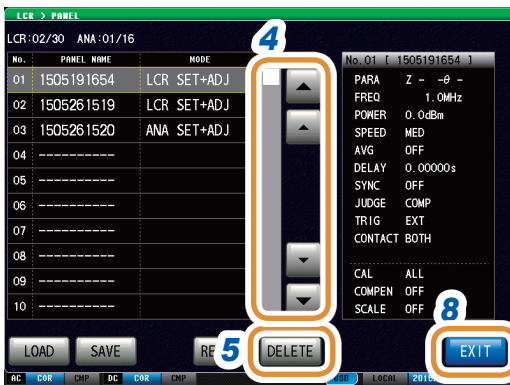 LCR > PANEL
LCR:02/30 ANA:01/16
No. PANEL NAME MODE
01 1505191654 LCR SET+ADJ
02 1505261519 LCR SET+ADJ
03 1505261520 ANA SET+ADJ
04 ----------
05 ----------
06 ----------
07 ----------
08 ----------
09 ----------
10 ----------
4
No.01 [ 1505191654 ]
PARA Z - -θ -
FREQ 1.0MHz
POWER 0.0dBm
SPEED MED
AVG OFF
DELAY 0.00000s
SYNC OFF
JUDGE COMP
TRIG EXT
CONTACT BOTH
CAL ALL
COMPEN OFF
SCALE OFF
8
LOAD SAVE RE 5 DELETE EXIT
AC COR CMP DC COR CMP USB LOCAL 201